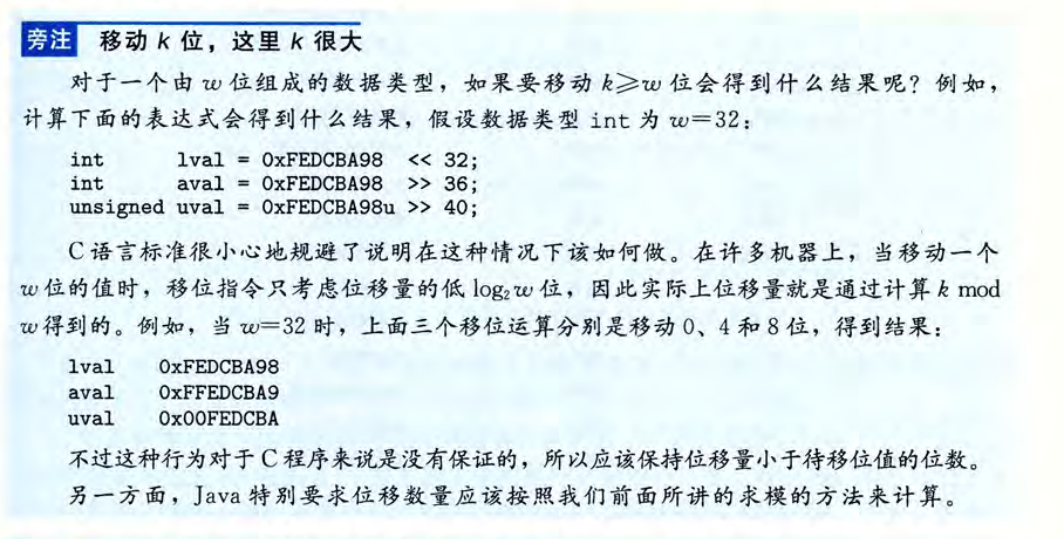 旁注 移动 k 位，这里 k 很大
对于一个由 w 位组成的数据类型，如果要移动 k⩾w 位会得到什么结果呢？例如，
计算下面的表达式会得到什么结果，假设数据类型 int 为 w=32：
int lval = 0xFEDCBA98 << 32;
int aval = 0xFEDCBA98 >> 36;
unsigned uval = 0xFEDCBA98u >> 40;
C 语言标准很小心地规避了说明在这种情况下该如何做。在许多机器上，当移动一个
w 位的值时，移位指令只考虑位移量的低 log₂w 位，因此实际上位移量就是通过计算 k mod
w 得到的。例如，当 w=32 时，上面三个移位运算分别是移动 0、4 和 8 位，得到结果：
lval 0xFEDCBA98
aval 0xFFEDCBA9
uval 0x00FEDCBA
不过这种行为对于 C 程序来说是没有保证的，所以应该保持位移量小于待移位值的位数。
另一方面，Java 特别要求位移数量应该按照我们前面所讲的求模的方法来计算。